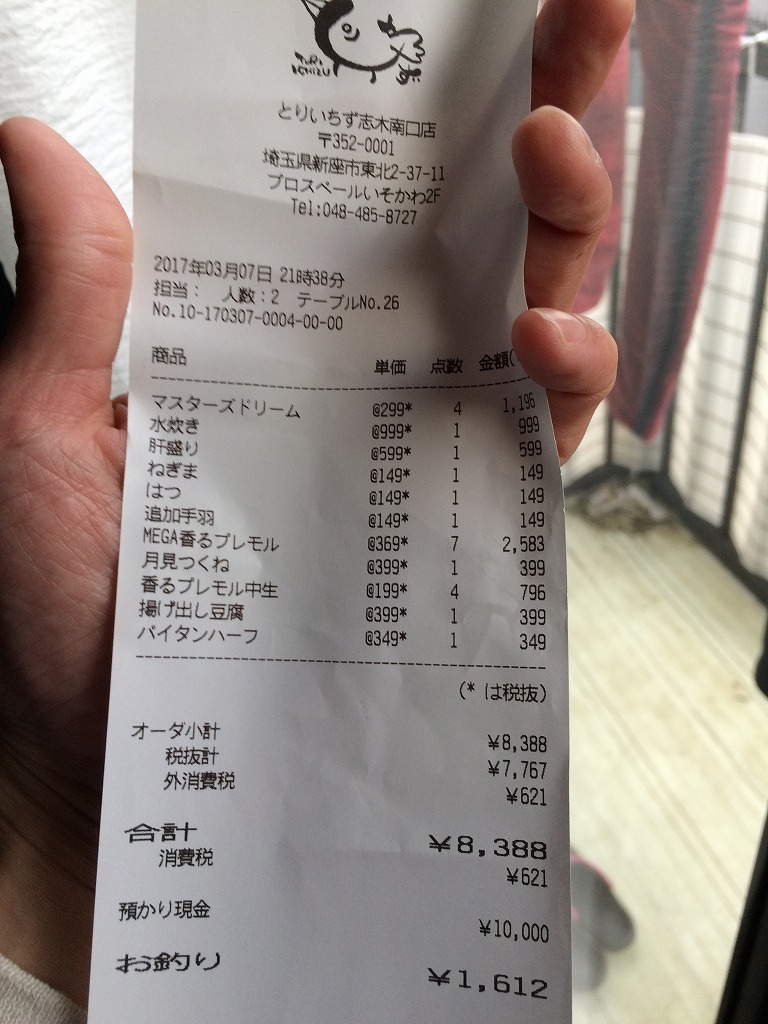 TORI
ICHIZU
とりいちず志木南口店
〒352-0001
埼玉県新座市東北2-37-11
プロスペールいそかわ2F
Tel:048-485-8727
2017年03月07日 21時38分
担当： 人数：2 テーブルNo.26
No.10-170307-0004-00-00
商品 単価 点数 金額(
マスターズドリーム @299* 4 1,196
水炊き @999* 1 999
肝盛り @599* 1 599
ねぎま @149* 1 149
はつ @149* 1 149
追加手羽 @149* 1 149
MEGA香るプレモル @369* 7 2,583
月見つくね @399* 1 399
香るプレモル中生 @199* 4 796
揚げ出し豆腐 @399* 1 399
パイタンハーフ @349* 1 349
(* は税抜)
オーダ小計 ¥8,388
税抜計 ¥7,767
外消費税 ¥621
合計 ¥8,388
消費税 ¥621
預かり現金 ¥10,000
お釣り ¥1,612